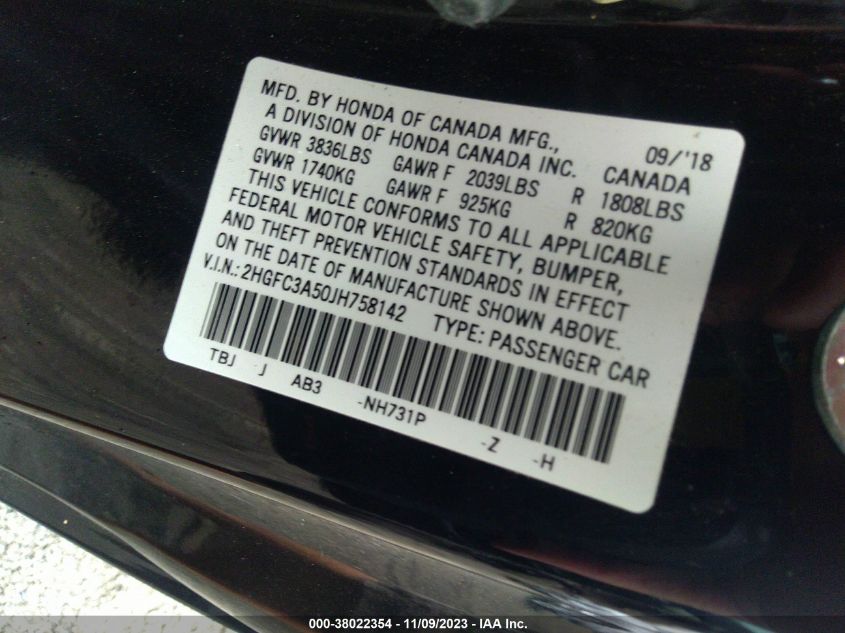 MFD. BY HONDA OF CANADA MFG.,
A DIVISION OF HONDA CANADA INC. 09/'18
GVWR 3836LBS GAWR F 2039LBS R 1808LBS CANADA
GVWR 1740KG GAWR F 925KG R 820KG
THIS VEHICLE CONFORMS TO ALL APPLICABLE
FEDERAL MOTOR VEHICLE SAFETY, BUMPER,
AND THEFT PREVENTION STANDARDS IN EFFECT
ON THE DATE OF MANUFACTURE SHOWN ABOVE.
V.I.N.: 2HGFC3A50JH758142 TYPE: PASSENGER CAR
TBJ -J AB3 -NH731P -Z -H
000-38022354 - 11/09/2023 - IAA Inc.